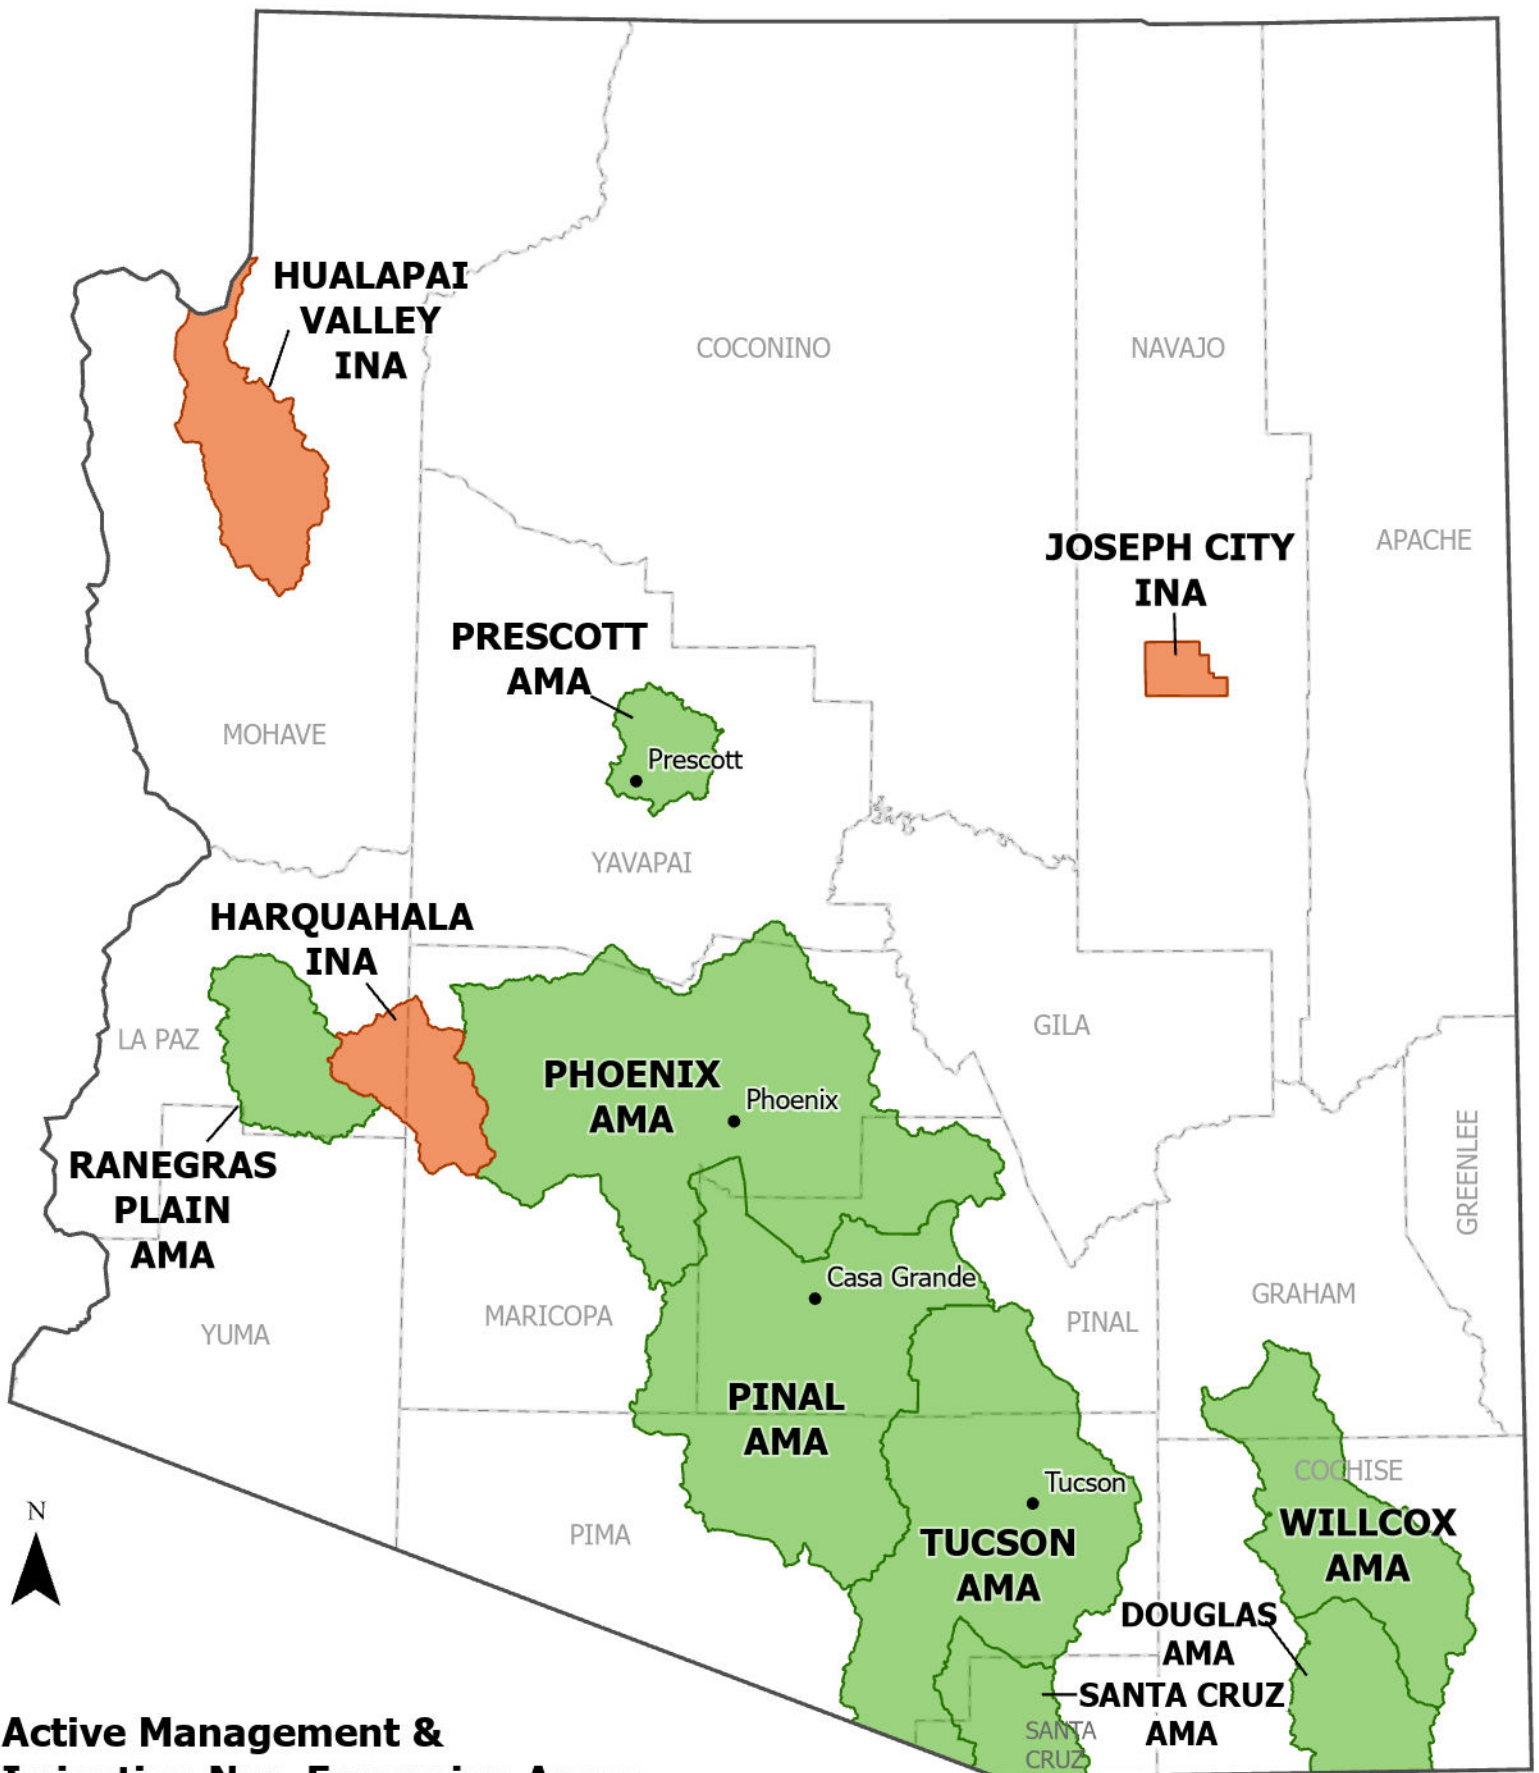 HUALAPAI
VALLEY
INA
COCONINO
NAVAJO
JOSEPH CITY
INA
APACHE
PRESCOTT
AMA
Prescott
MOHAVE
YAVAPAI
HARQUAHALA
INA
LA PAZ
GILA
PHOENIX
AMA
Phoenix
RANEGRAS
PLAIN
AMA
GREENLEE
Casa Grande
YUMA
MARICOPA
PINAL
GRAHAM
PINAL
AMA
COCHISE
Tucson
N
PIMA
TUCSON
AMA
WILLCOX
AMA
DOUGLAS
AMA
SANTA CRUZ
AMA
SANTA
CRUZ
Active Management &